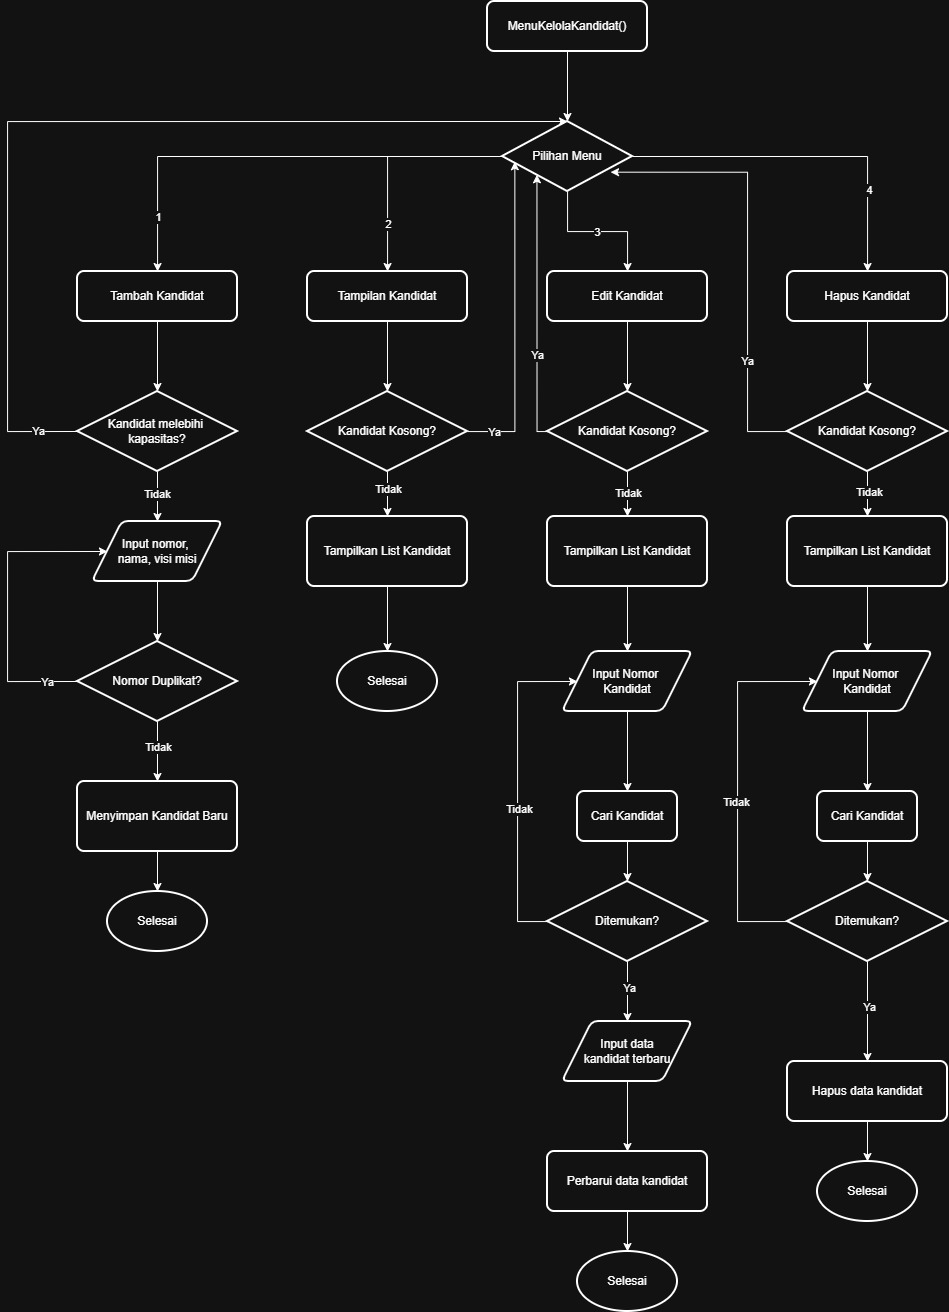 MenuKelolaKandidat()
Pilihan Menu
1
2
3
4
Tambah Kandidat
Tampilan Kandidat
Edit Kandidat
Hapus Kandidat
Ya
Ya
Kandidat melebihi
kapasitas?
Kandidat Kosong?
Kandidat Kosong?
Kandidat Kosong?
Ya
Ya
Tidak
Tidak
Tidak
Tidak
Input nomor,
nama, visi misi
Tampilkan List Kandidat
Tampilkan List Kandidat
Tampilkan List Kandidat
Nomor Duplikat?
Ya
Selesai
Input Nomor
Kandidat
Input Nomor
Kandidat
Tidak
Menyimpan Kandidat Baru
Tidak
Tidak
Cari Kandidat
Cari Kandidat
Selesai
Ditemukan?
Ditemukan?
Ya
Ya
Input data
kandidat terbaru
Hapus data kandidat
Perbarui data kandidat
Selesai
Selesai